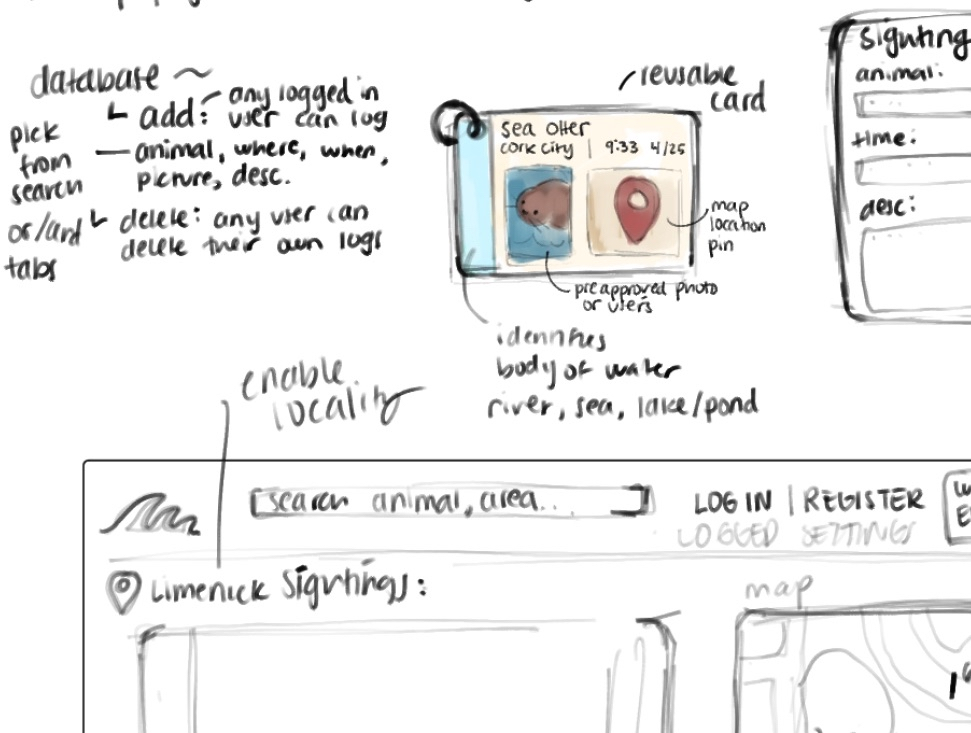 database ~
add: any logged in
user can log
pick
from
search
or/and
tabs
animal, where, when,
picture, desc.
delete: any user can
delete their own logs
reusable
card
sea otter
cork city | 9:33 4/25
map
location
pin
preapproved photo
or users
identifies
body of water
river, sea, lake/pond
Sighting
animal:
time:
desc:
enable
locality
search animal, area...
LOG IN | REGISTER
LOGGED SETTINGS
Limerick Sightings:
map